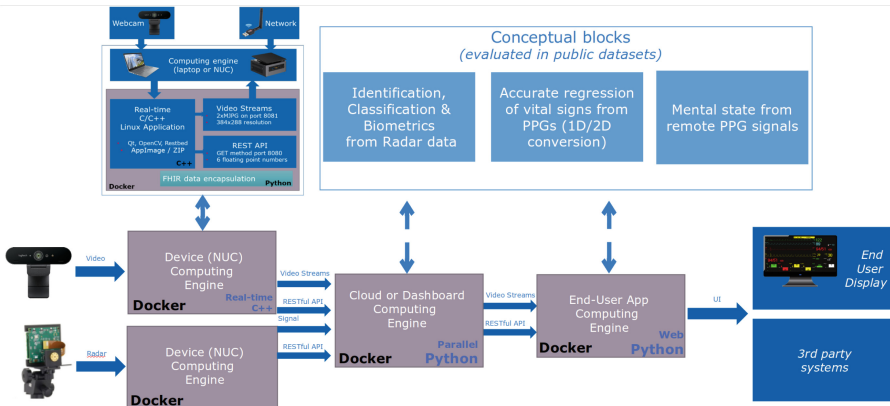 Webcam
Network
Computing engine
(laptop or NUC)
Real-time
C/C++
Linux Application
Qt, OpenCV, Restbed
AppImage / ZIP
C++
Video Streams
2xMJPG on port 8081
384x288 resolution
REST API
GET method port 8080
6 floating point numbers
FHIR data encapsulation
Docker
Python
Conceptual blocks
(evaluated in public datasets)
Identification,
Classification &
Biometrics
from Radar data
Accurate regression
of vital signs from
PPGs (1D/2D
conversion)
Mental state from
remote PPG signals
Video
Device (NUC)
Computing
Engine
Docker
Real-time
C++
Video Streams
RESTful API
Signal
RESTful API
Radar
Device (NUC)
Computing
Engine
Docker
Cloud or Dashboard
Computing
Engine
Docker
Parallel
Python
Video Streams
RESTful API
End-User App
Computing
Engine
Docker
Web
Python
UI
End
User
Display
3rd party
systems